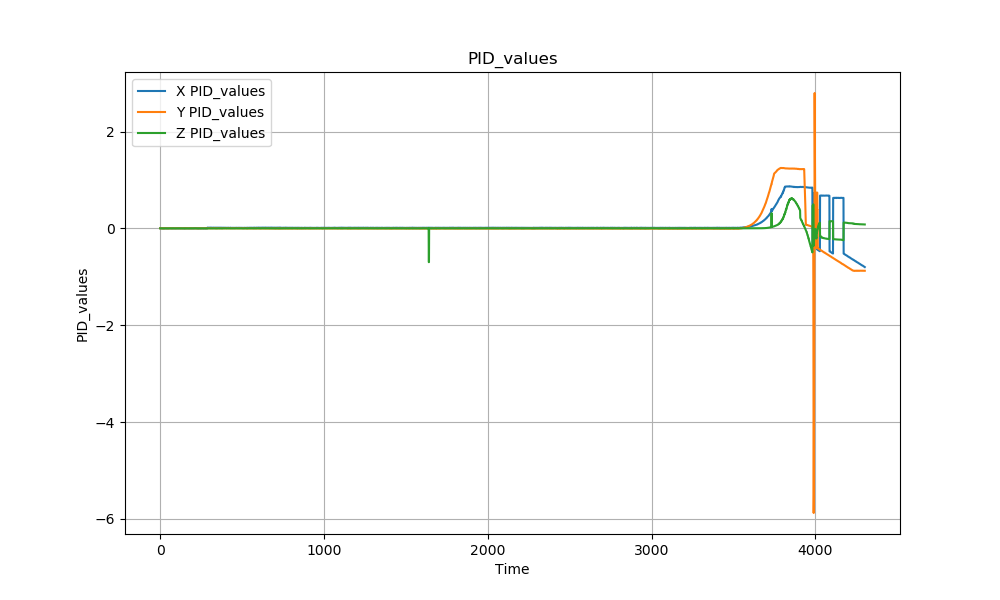 PID_values
X PID_values
Y PID_values
Z PID_values
2
0
−2
−4
−6
PID_values
0 1000 2000 3000 4000
Time